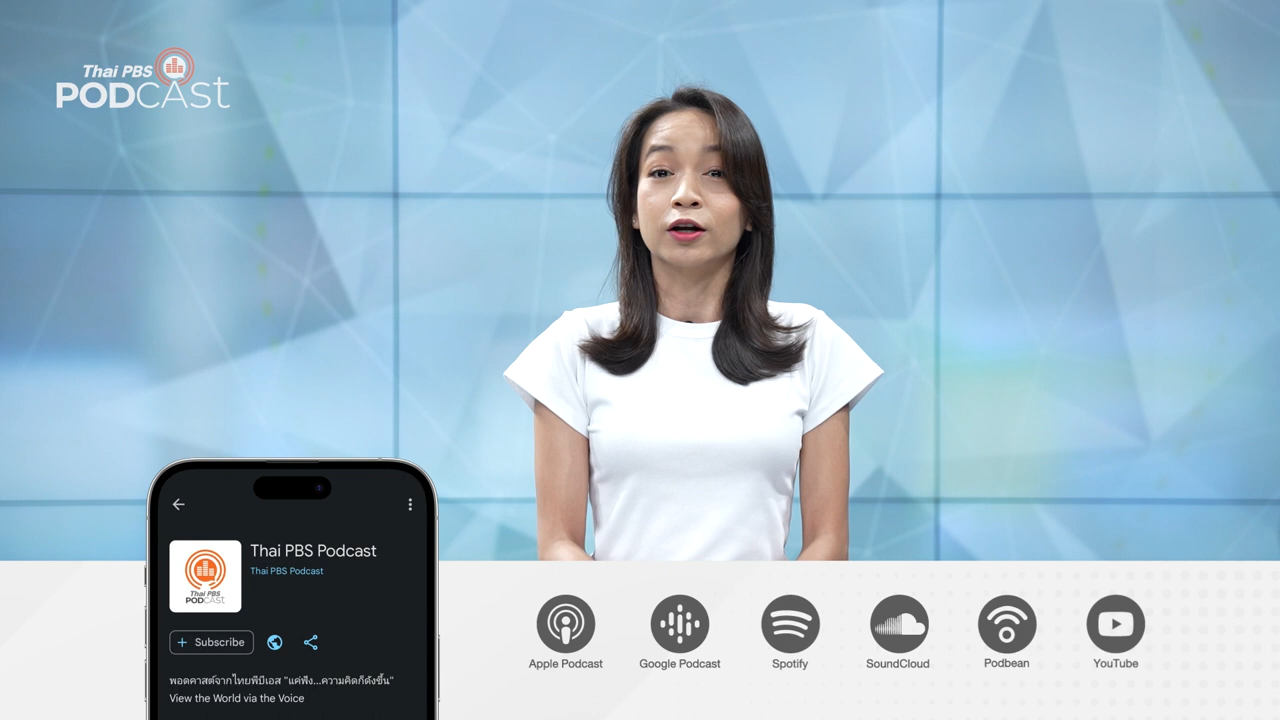 Thai PBS
PODCAST
Thai PBS Podcast
Thai PBS Podcast
Thai PBS
PODCAST
+ Subscribe
พอดคาสต์จากไทยพีบีเอส "แค่ฟัง...ความคิดก็ดังขึ้น"
View the World via the Voice
Apple Podcast
Google Podcast
Spotify
SoundCloud
Podbean
YouTube